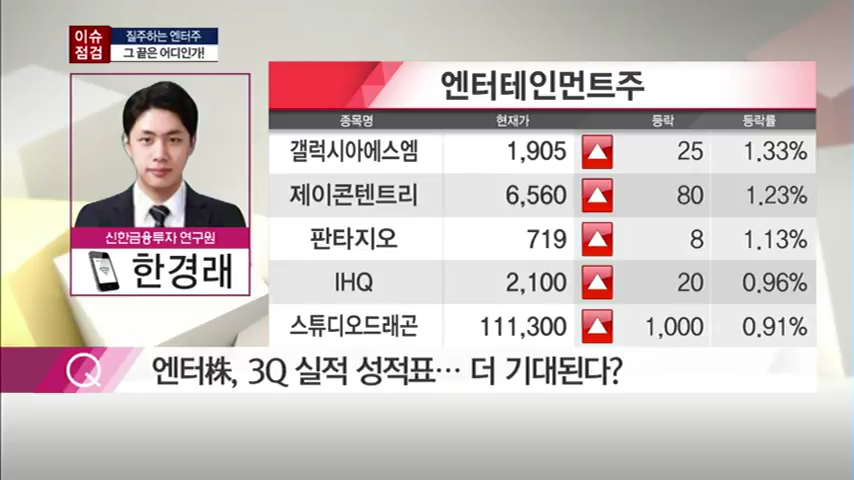 이슈
점검
질주하는 엔터주
그 끝은 어디인가!
신한금융투자 연구원
한경래
엔터테인먼트주
종목명 현재가 등락 등락률
갤럭시아에스엠 1,905 25 1.33%
제이콘텐트리 6,560 80 1.23%
판타지오 719 8 1.13%
IHQ 2,100 20 0.96%
스튜디오드래곤 111,300 1,000 0.91%
Q 엔터株, 3Q 실적 성적표… 더 기대된다?